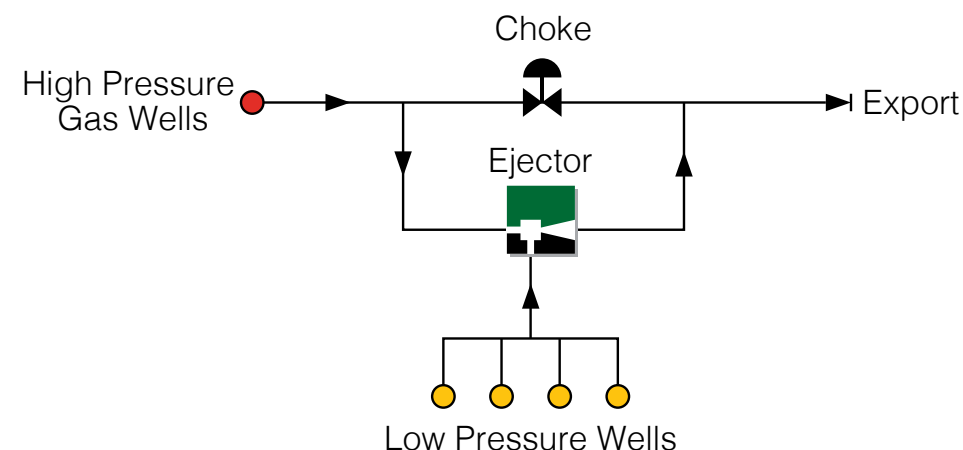 Choke
High Pressure
Gas Wells
Export
Ejector
Low Pressure Wells